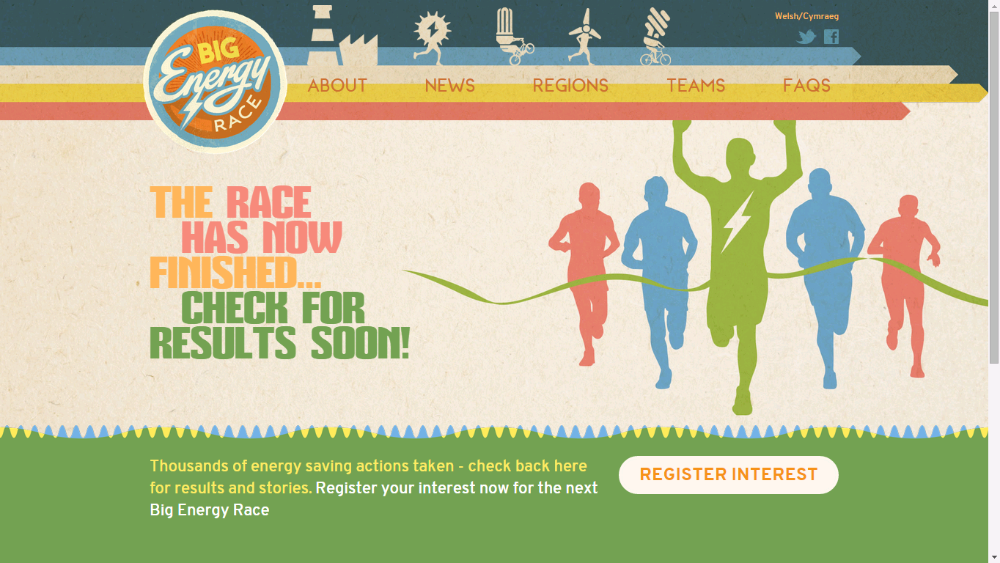 Welsh/Cymraeg
BIG
Energy
RACE
ABOUT NEWS REGIONS TEAMS FAQS
THE RACE
HAS NOW
FINISHED...
CHECK FOR
RESULTS SOON!
Thousands of energy saving actions taken - check back here
for results and stories. Register your interest now for the next
Big Energy Race
REGISTER INTEREST